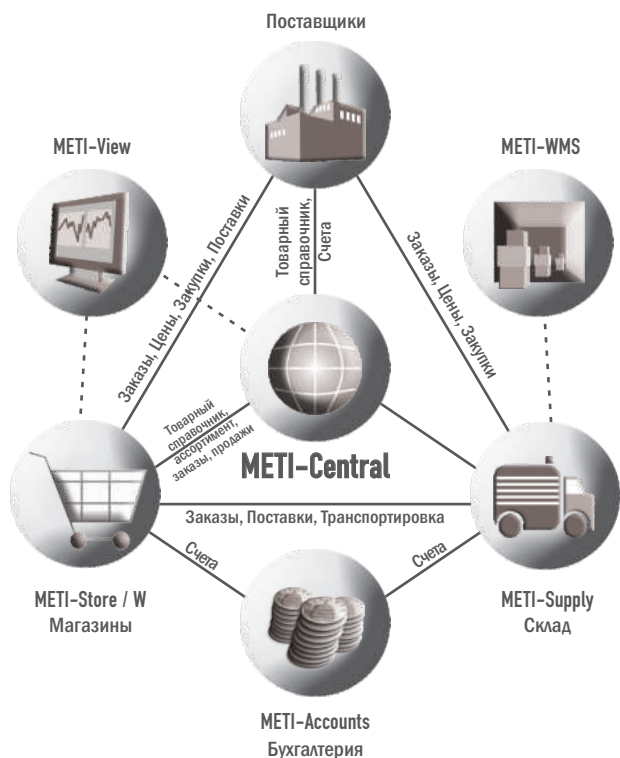 Поставщики
METI-View
METI-WMS
Заказы, Цены, Закупки, Поставки
Товарный
справочник,
Счета
Заказы, Цены, Закупки
Товарный
справочник,
ассортимент,
заказы, продажи
METI-Central
Заказы, Поставки, Транспортировка
Счета
Счета
METI-Store / W
Магазины
METI-Supply
Склад
METI-Accounts
Бухгалтерия